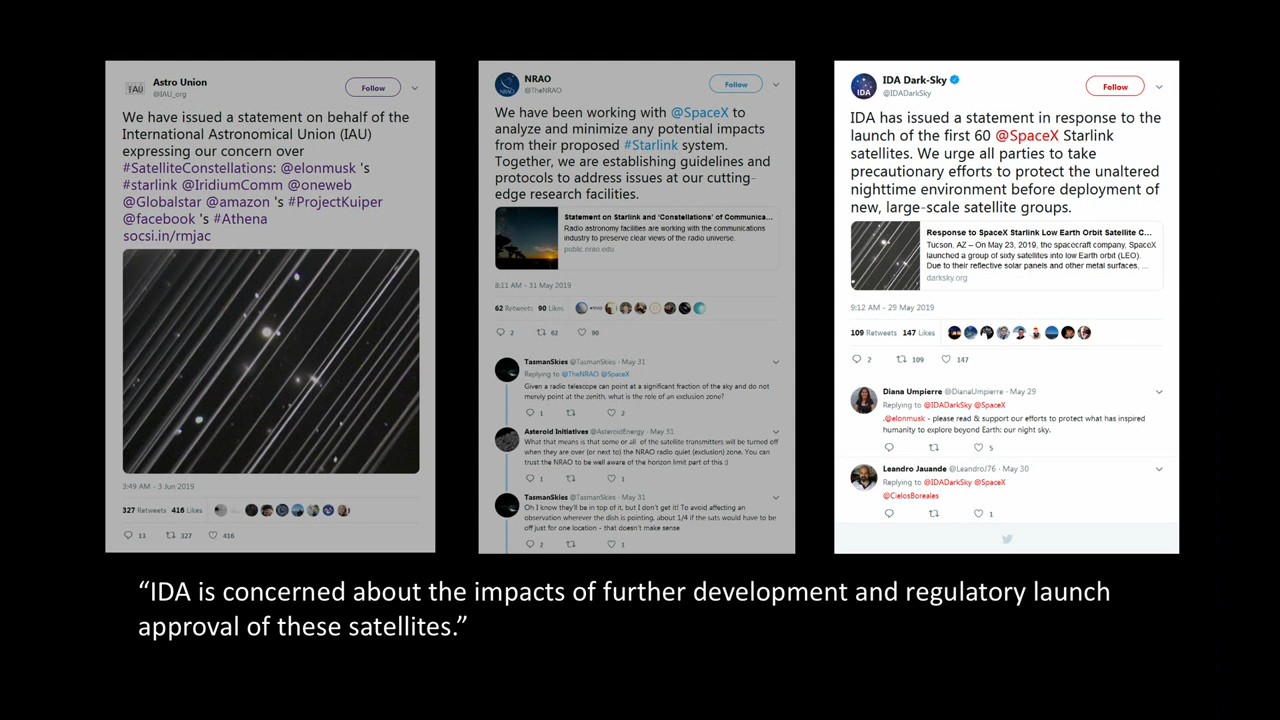 Astro Union
@IAU_org
Follow
We have issued a statement on behalf of the
International Astronomical Union (IAU)
expressing our concern over
#SatelliteConstellations: @elonmusk 's
#starlink @IridiumComm @oneweb
@Globalstar @amazon 's #ProjectKuiper
@facebook 's #Athena
socsi.in/rmjac
3:49 AM - 3 Jun 2019
327 Retweets 416 Likes
13 327 416
NRAO
@TheNRAO
Follow
We have been working with @SpaceX to
analyze and minimize any potential impacts
from their proposed #Starlink system.
Together, we are establishing guidelines and
protocols to address issues at our cutting-
edge research facilities.
Statement on Starlink and 'Constellations' of Communica...
Radio astronomy facilities are working with the communications
industry to preserve clear views of the radio universe.
public.nrao.edu
8:11 AM - 31 May 2019
62 Retweets 90 Likes
2 62 90
TasmanSkies @TasmanSkies · May 31
Replying to @TheNRAO @SpaceX
Given a radio telescope can point at a significant fraction of the sky and do not
merely point at the zenith, what is the role of an exclusion zone?
1 2
Asteroid Initiatives @AsteroidEnergy · May 31
What that means is that some or all of the satellite transmitters will be turned off
when they are over (or next to) the NRAO radio quiet (exclusion) zone. You can
trust the NRAO to be well aware of the horizon limit part of this :)
1 1
TasmanSkies @TasmanSkies · May 31
Oh I know they'll be in top of it, but I don't get it! To avoid affecting an
observation wherever the dish is pointing, about 1/4 if the sats would have to be
off just for one location - that doesn't make sense
2 1
IDA Dark-Sky
@IDADarkSky
Follow
IDA has issued a statement in response to the
launch of the first 60 @SpaceX Starlink
satellites. We urge all parties to take
precautionary efforts to protect the unaltered
nighttime environment before deployment of
new, large-scale satellite groups.
Response to SpaceX Starlink Low Earth Orbit Satellite C...
Tucson, AZ – On May 23, 2019, the spacecraft company, SpaceX
launched a group of sixty satellites into low Earth orbit (LEO).
Due to their reflective solar panels and other metal surfaces, ...
darksky.org
9:12 AM - 29 May 2019
109 Retweets 147 Likes
2 109 147
Diana Umpierre @DianaUmpierre · May 29
Replying to @IDADarkSky @SpaceX
.@elonmusk - please read & support our efforts to protect what has inspired
humanity to explore beyond Earth: our night sky.
5
Leandro Jauande @LeandroJ76 · May 30
Replying to @IDADarkSky @SpaceX
@CielosBoreales
1
“IDA is concerned about the impacts of further development and regulatory launch
approval of these satellites.”